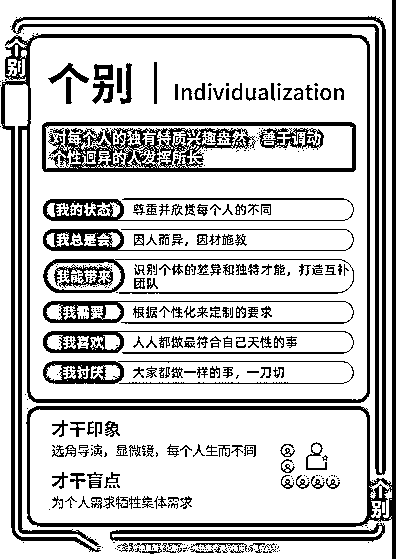 个别
个别 | Individualization
对每个人的独有特质兴趣盎然，善于调动
个性迥异的人发挥所长
我的状态 尊重并欣赏每个人的不同
我总是会 因人而异，因材施教
我能带来 识别个体的差异和独特才能，打造互补
团队
我需要 根据个性化来定制的要求
我喜欢 人人都做最符合自己天性的事
我讨厌 大家都做一样的事，一刀切
才干印象
选角导演，显微镜，每个人生而不同
才干盲点
为个人需求牺牲集体需求
个别